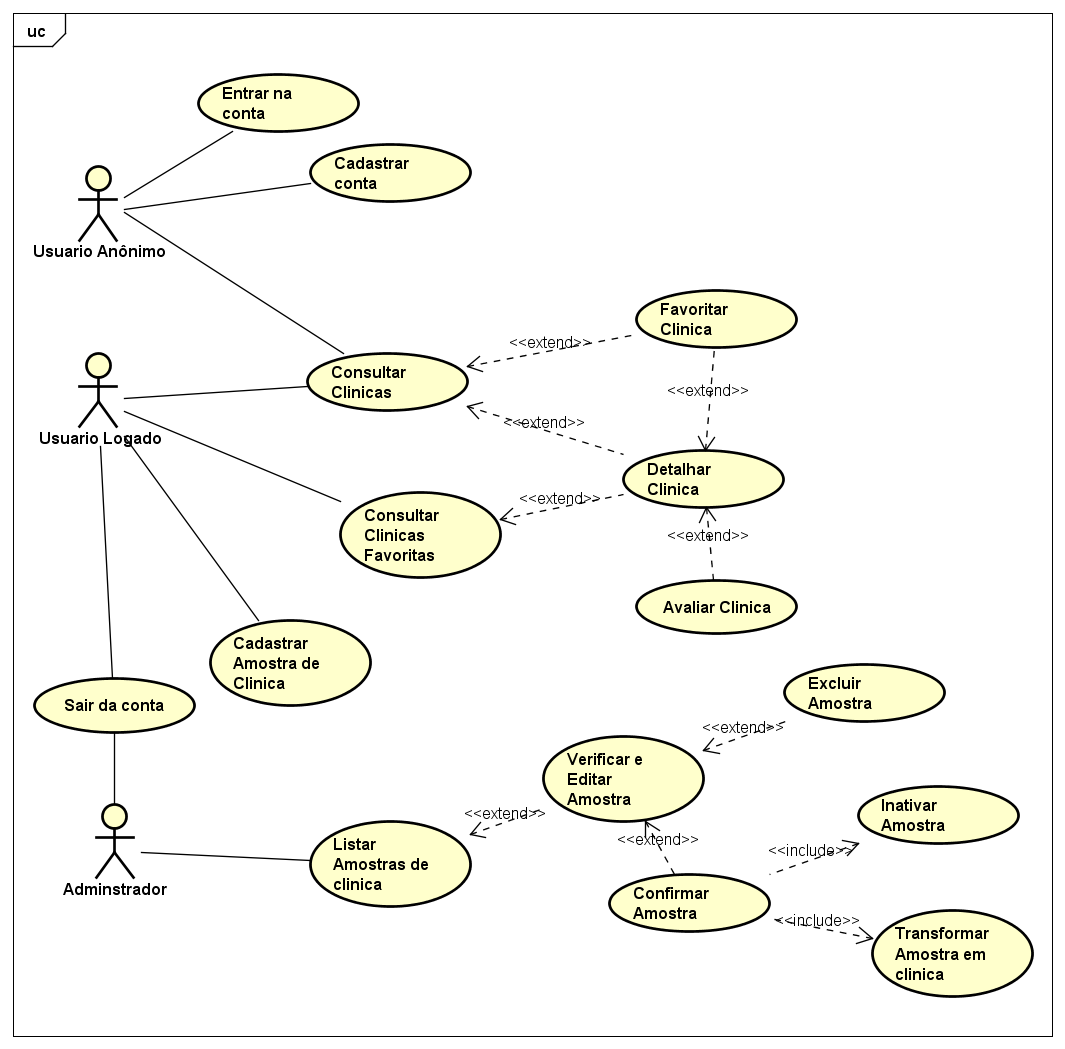 uc
Entrar na
conta
Cadastrar
conta
Usuario Anônimo
Favoritar
Clinica
<<extend>>
Consultar
Clinicas
<<extend>>
<<extend>>
Usuario Logado
Detalhar
Clinica
<<extend>>
Consultar
Clinicas
Favoritas
<<extend>>
Avaliar Clinica
Cadastrar
Amostra de
Clinica
Sair da conta
Excluir
Amostra
<<extend>>
Verificar e
Editar
Amostra
Inativar
Amostra
<<extend>>
Listar
Amostras de
clinica
<<extend>>
<<include>>
Adminstrador
Confirmar
Amostra
<<include>>
Transformar
Amostra em
clinica